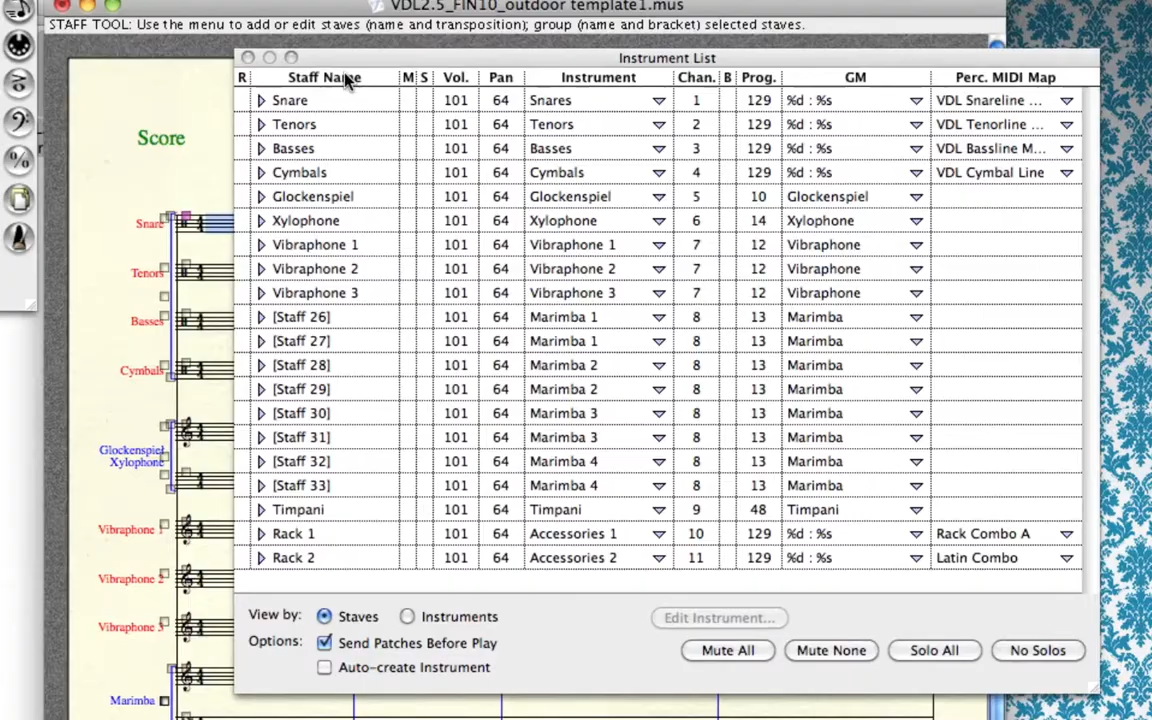 VDL2.5_FIN10_outdoor template1.mus
STAFF TOOL: Use the menu to add or edit staves (name and transposition); group (name and bracket) selected staves.
Instrument List
R Staff Name M S Vol. Pan Instrument Chan. B Prog. GM Perc. MIDI Map
Snare 101 64 Snares 1 129 %d : %s VDL Snareline ...
Tenors 101 64 Tenors 2 129 %d : %s VDL Tenorline ...
Basses 101 64 Basses 3 129 %d : %s VDL Bassline M...
Cymbals 101 64 Cymbals 4 129 %d : %s VDL Cymbal Line
Glockenspiel 101 64 Glockenspiel 5 10 Glockenspiel
Xylophone 101 64 Xylophone 6 14 Xylophone
Vibraphone 1 101 64 Vibraphone 1 7 12 Vibraphone
Vibraphone 2 101 64 Vibraphone 2 7 12 Vibraphone
Vibraphone 3 101 64 Vibraphone 3 7 12 Vibraphone
[Staff 26] 101 64 Marimba 1 8 13 Marimba
[Staff 27] 101 64 Marimba 1 8 13 Marimba
[Staff 28] 101 64 Marimba 2 8 13 Marimba
[Staff 29] 101 64 Marimba 2 8 13 Marimba
[Staff 30] 101 64 Marimba 3 8 13 Marimba
[Staff 31] 101 64 Marimba 3 8 13 Marimba
[Staff 32] 101 64 Marimba 4 8 13 Marimba
[Staff 33] 101 64 Marimba 4 8 13 Marimba
Timpani 101 64 Timpani 9 48 Timpani
Rack 1 101 64 Accessories 1 10 129 %d : %s Rack Combo A
Rack 2 101 64 Accessories 2 11 129 %d : %s Latin Combo
View by: Staves Instruments Edit Instrument...
Options: Send Patches Before Play Mute All Mute None Solo All No Solos
Auto-create Instrument
Score
Snare
Tenors
Basses
Cymbals
Glockenspiel
Xylophone
Vibraphone 1
Vibraphone 2
Vibraphone 3
Marimba